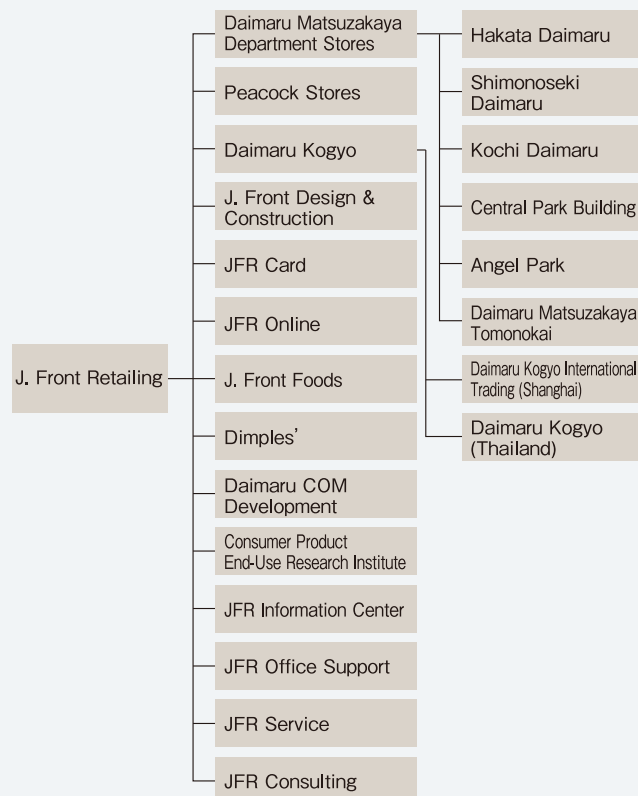 J. Front Retailing
Daimaru Matsuzakaya
Department Stores
Peacock Stores
Daimaru Kogyo
J. Front Design &
Construction
JFR Card
JFR Online
J. Front Foods
Dimples’
Daimaru COM
Development
Consumer Product
End-Use Research Institute
JFR Information Center
JFR Office Support
JFR Service
JFR Consulting
Hakata Daimaru
Shimonoseki
Daimaru
Kochi Daimaru
Central Park Building
Angel Park
Daimaru Matsuzakaya
Tomonokai
Daimaru Kogyo International
Trading (Shanghai)
Daimaru Kogyo
(Thailand)